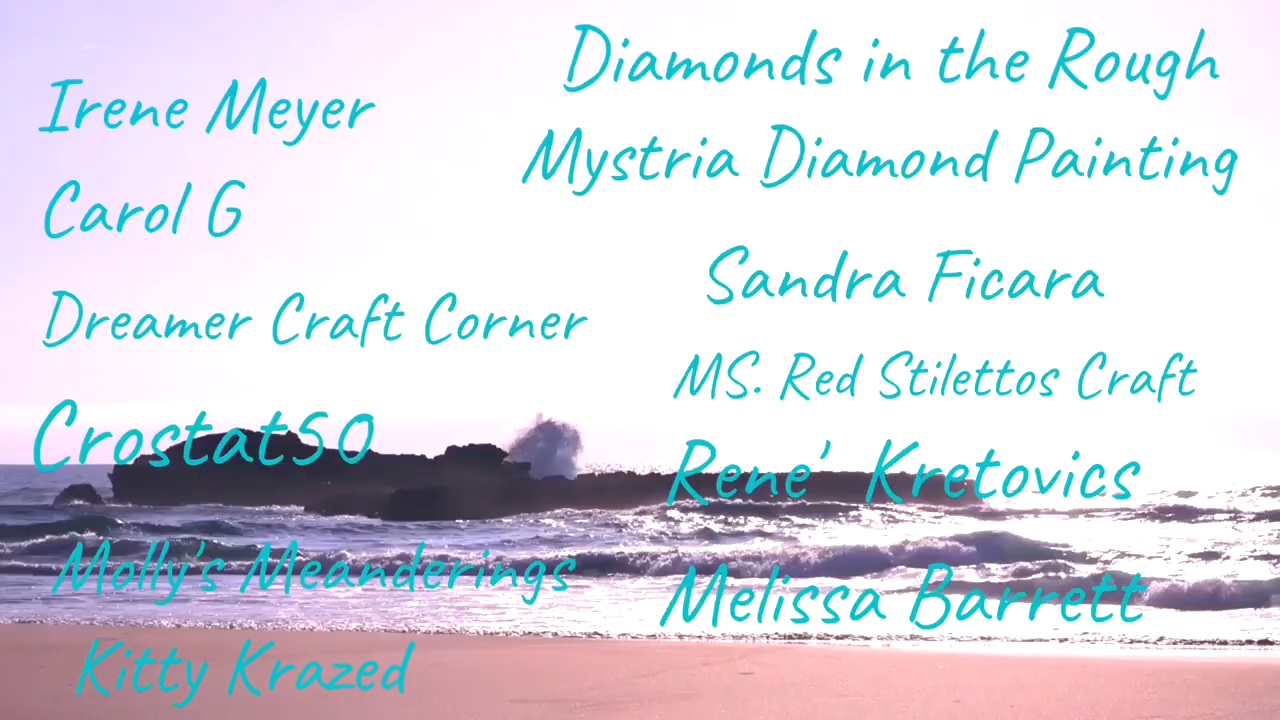 Irene Meyer
Carol G
Dreamer Craft Corner
Crostat50
Molly's Meanderings
Kitty Krazed
Diamonds in the Rough
Mystria Diamond Painting
Sandra Ficara
MS. Red Stilettos Craft
Rene' Kretovics
Melissa Barrett